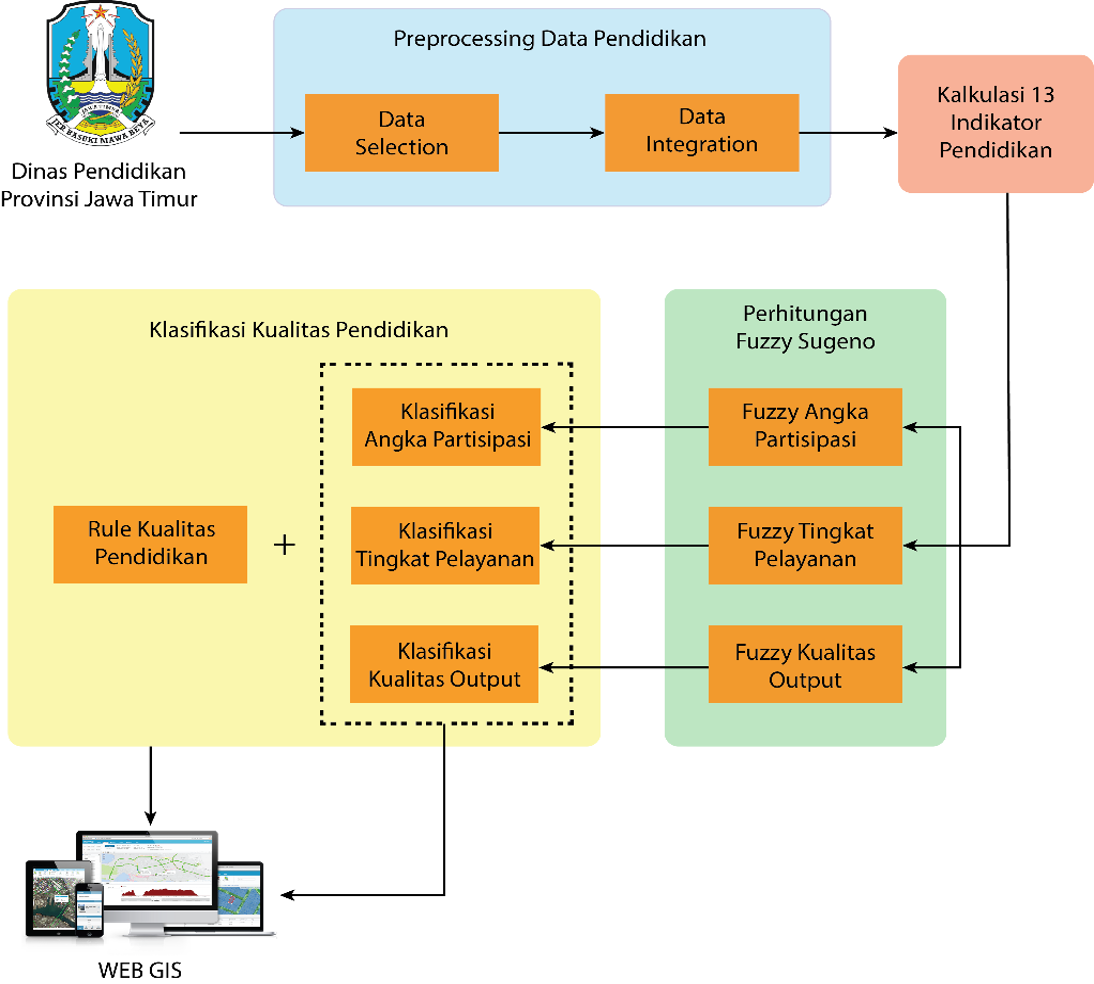 JAWA TIMUR
JER BASUKI MAWA BEYA
Dinas Pendidikan
Provinsi Jawa Timur
Preprocessing Data Pendidikan
Data
Selection
Data
Integration
Kalkulasi 13
Indikator
Pendidikan
Klasifikasi Kualitas Pendidikan
Rule Kualitas
Pendidikan
+
Klasifikasi
Angka Partisipasi
Klasifikasi
Tingkat Pelayanan
Klasifikasi
Kualitas Output
Perhitungan
Fuzzy Sugeno
Fuzzy Angka
Partisipasi
Fuzzy Tingkat
Pelayanan
Fuzzy Kualitas
Output
WEB GIS